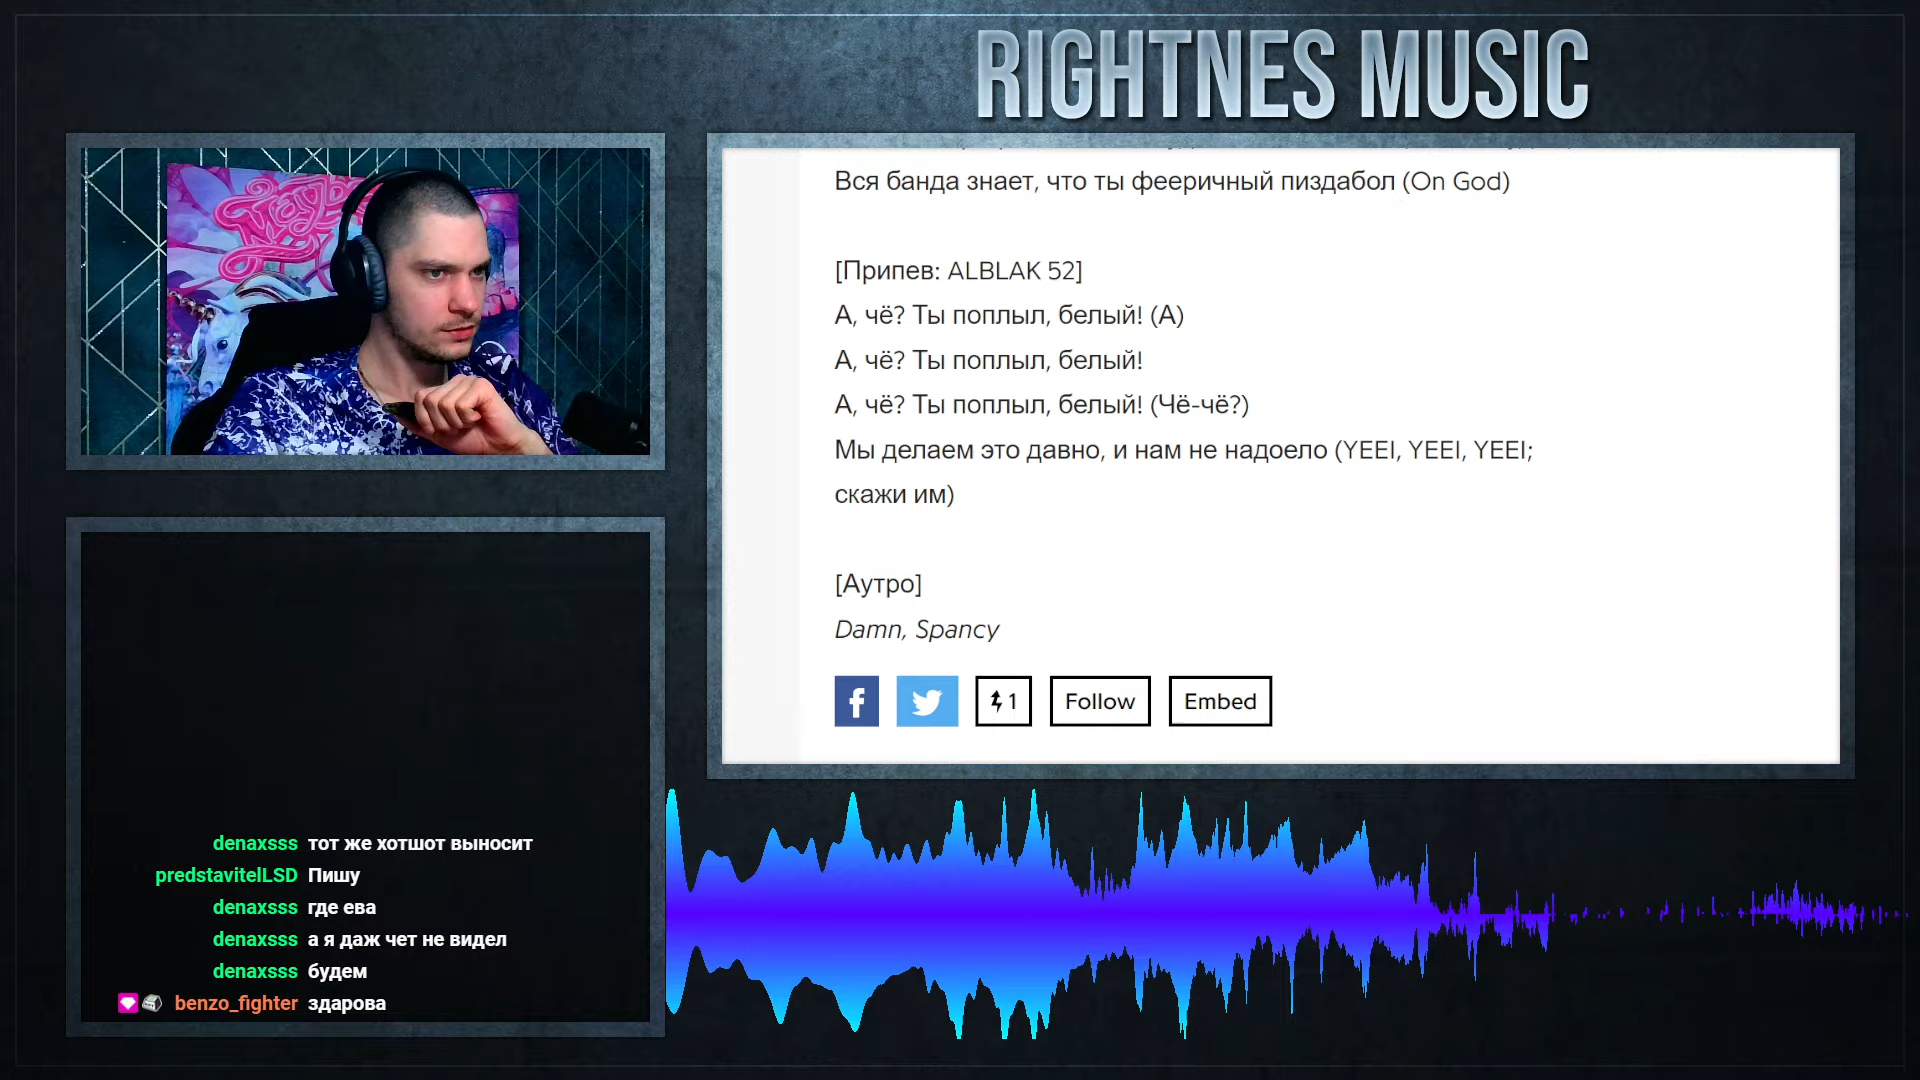 RIGHTNES MUSIC
Вся банда знает, что ты фееричный пиздабол (On God)
[Припев: ALBLAK 52]
А, чё? Ты поплыл, белый! (А)
А, чё? Ты поплыл, белый!
А, чё? Ты поплыл, белый! (Чё-чё?)
Мы делаем это давно, и нам не надоело (YEEI, YEEI, YEEI;
скажи им)
[Аутро]
Damn, Spancy
1
Follow
Embed
denaxsss тот же хотшот выносит
predstavitelLSD Пишу
denaxsss где ева
denaxsss а я даж чет не видел
denaxsss будем
benzo_fighter здарова